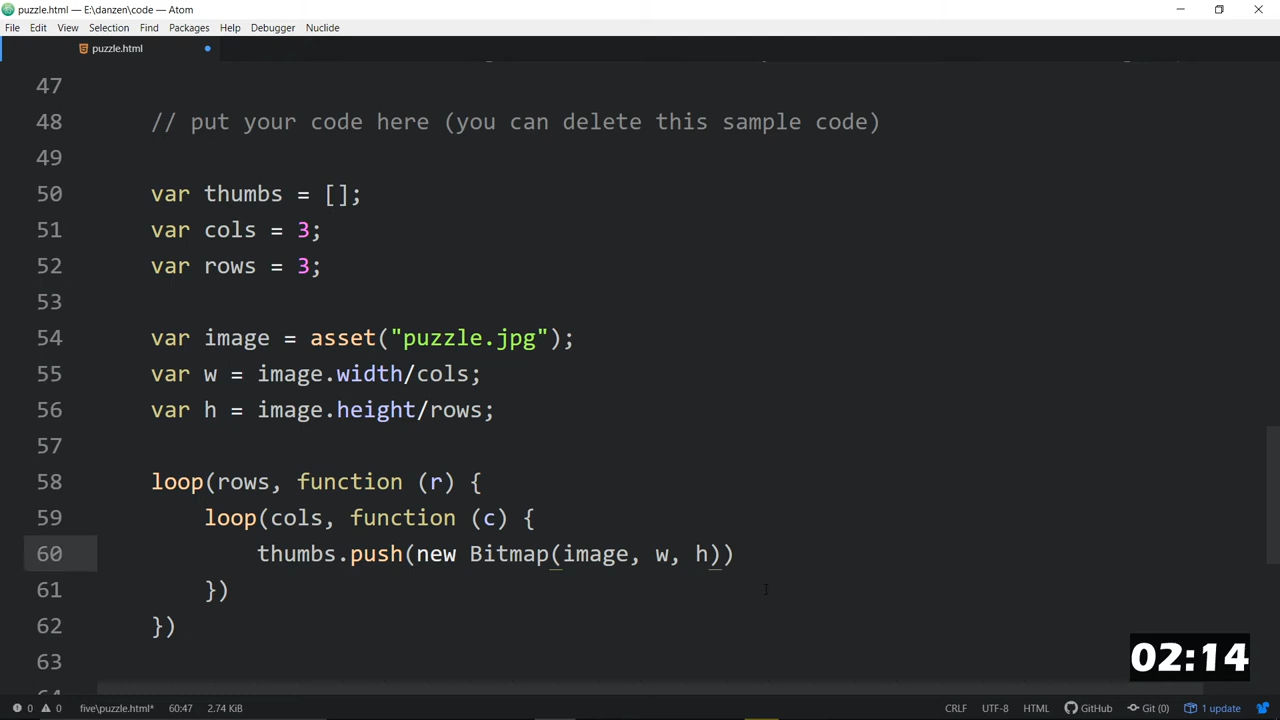 puzzle.html — E:\danzen\code — Atom
File Edit View Selection Find Packages Help Debugger Nuclide
puzzle.html
47
48 // put your code here (you can delete this sample code)
49
50 var thumbs = [];
51 var cols = 3;
52 var rows = 3;
53
54 var image = asset("puzzle.jpg");
55 var w = image.width/cols;
56 var h = image.height/rows;
57
58 loop(rows, function (r) {
59 loop(cols, function (c) {
60 thumbs.push(new Bitmap(image, w, h))
61 })
62 })
63
02:14
0 0 five\puzzle.html* 60:47 2.74 KiB CRLF UTF-8 HTML GitHub Git (0) 1 update